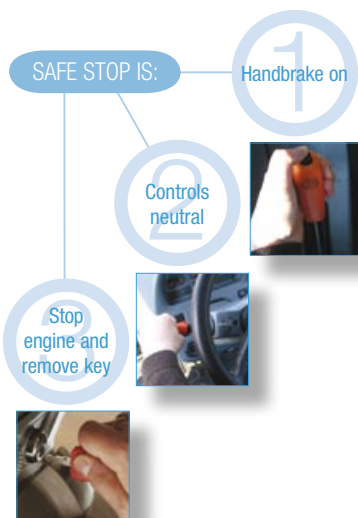 SAFE STOP IS:
1
Handbrake on
2
Controls
neutral
3
Stop
engine and
remove key